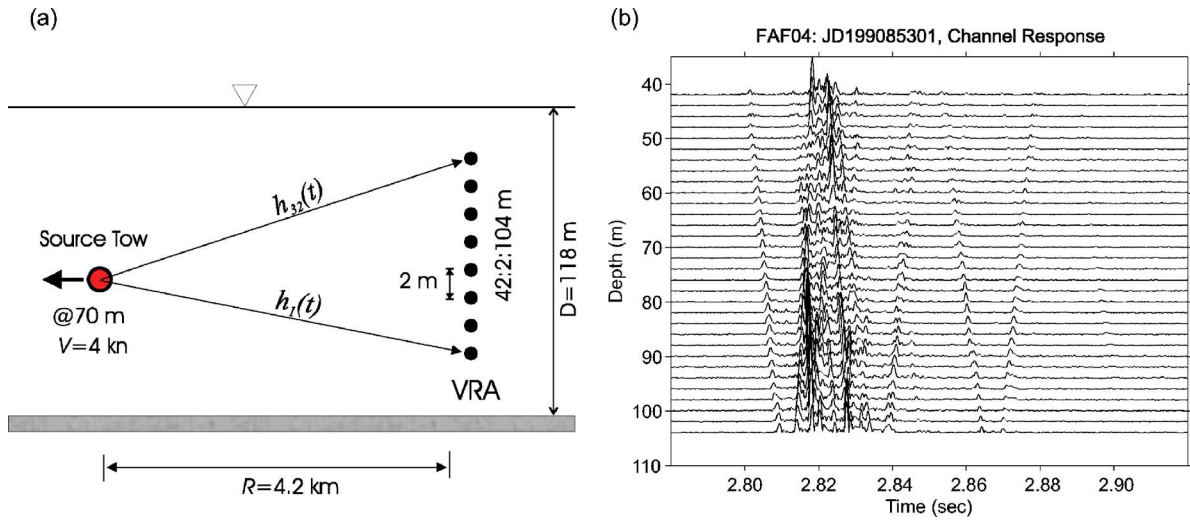 (a)
h32(t)
Source Tow
@70 m
V=4 kn
h1(t)
2 m
42:2:104 m
D=118 m
VRA
R=4.2 km
(b)
FAF04: JD199085301, Channel Response
40
50
60
70
80
90
100
110
Depth (m)
2.80 2.82 2.84 2.86 2.88 2.90
Time (sec)